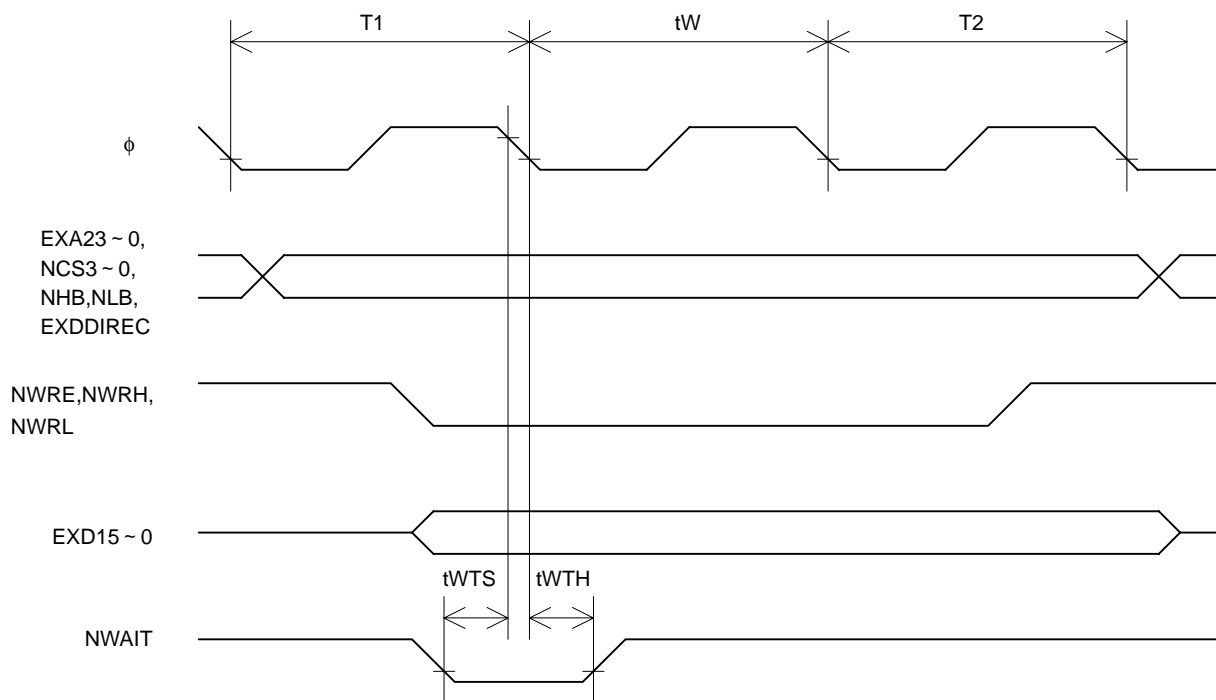 T1 tW T2
ϕ
EXA23 ~ 0,
NCS3 ~ 0,
NHB,NLB,
EXDDIREC
NWRE,NWRH,
NWRL
EXD15 ~ 0
tWTS tWTH
NWAIT